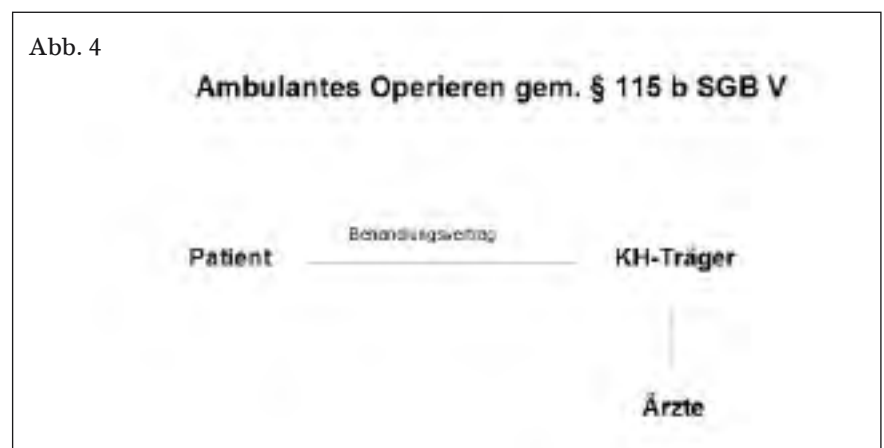 Abb. 4
Ambulantes Operieren gem. § 115 b SGB V
Behandlungsvertrag
Patient
KH-Träger
Ärzte